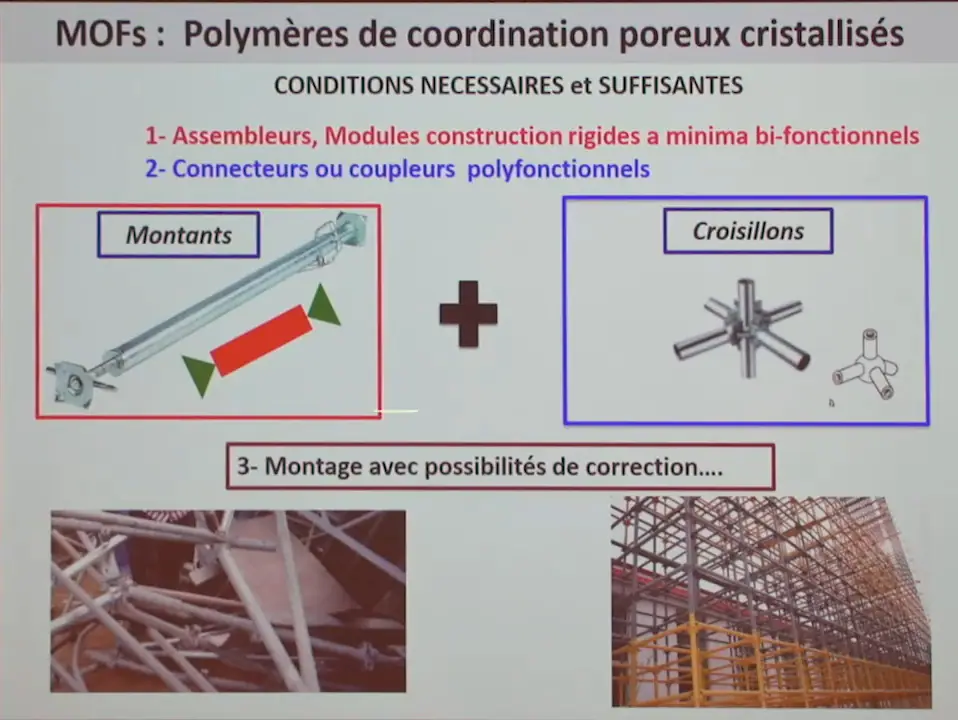 MOFs : Polymères de coordination poreux cristallisés
CONDITIONS NECESSAIRES et SUFFISANTES
1- Assembleurs, Modules construction rigides a minima bi-fonctionnels
2- Connecteurs ou coupleurs polyfonctionnels
Montants
Croisillons
3- Montage avec possibilités de correction....